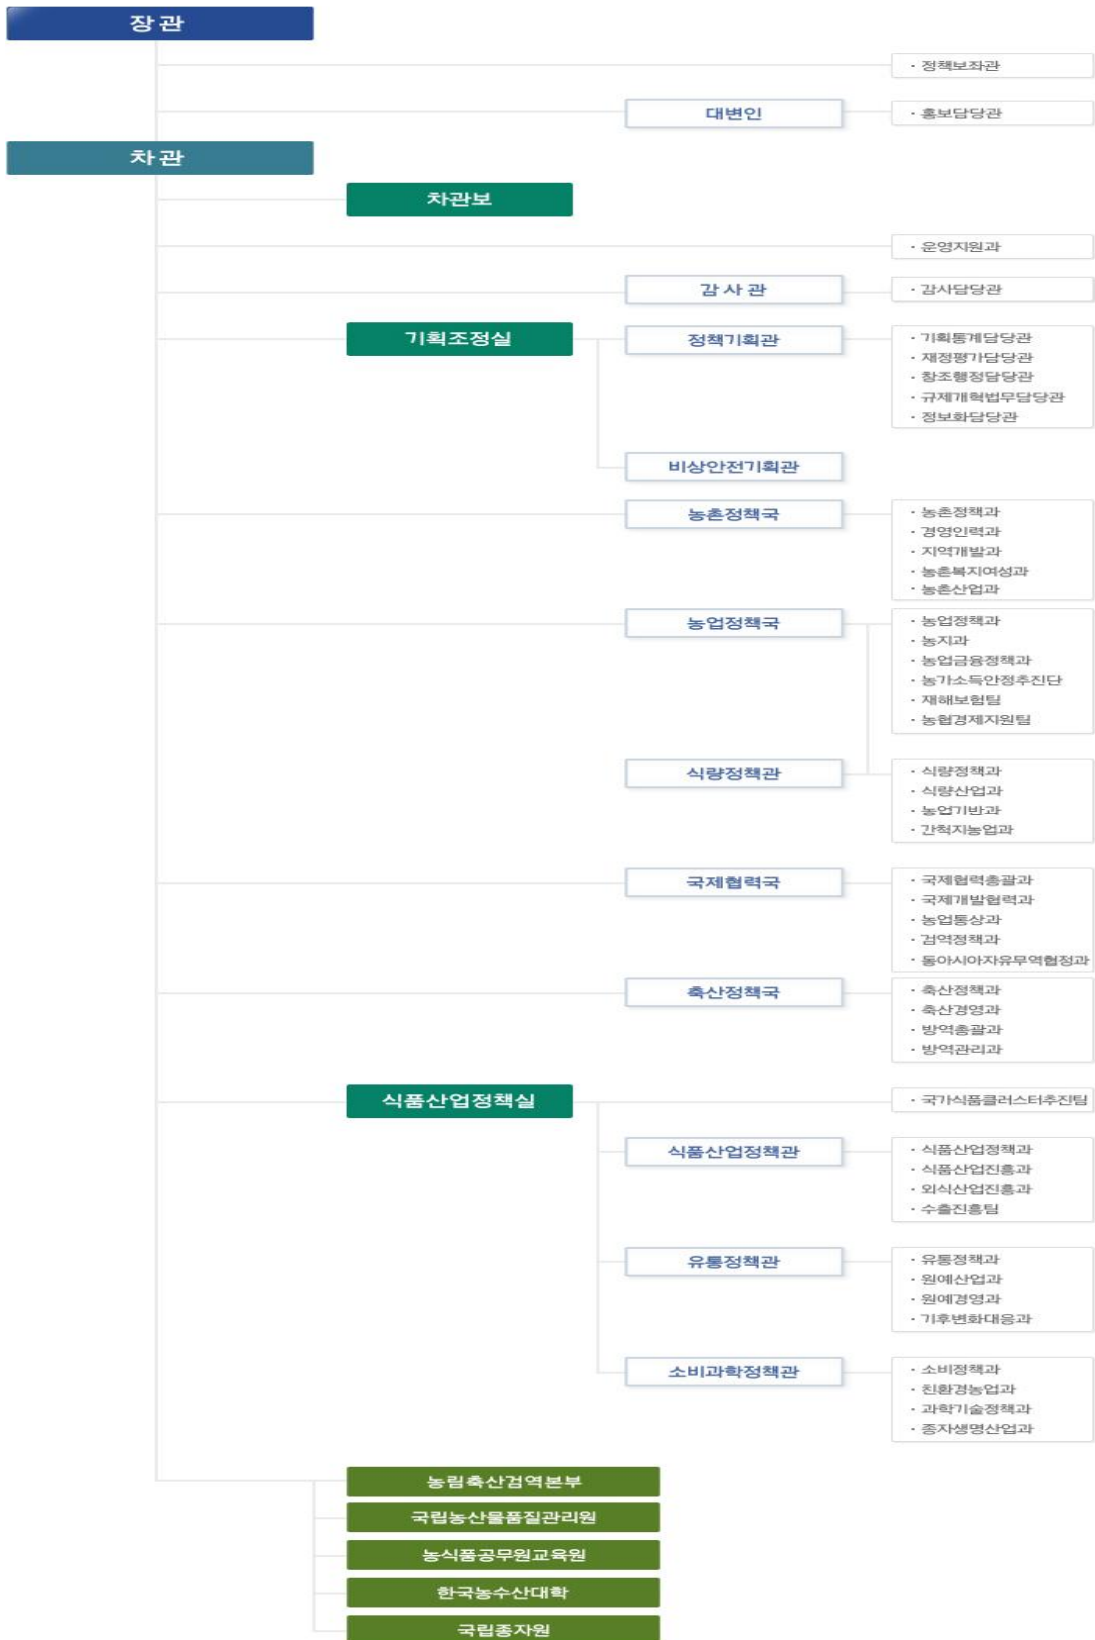 장관
· 정책보좌관
대변인
· 홍보담당관
차관
차관보
· 운영지원과
감사관
· 감사담당관
기획조정실
정책기획관
· 기획통계담당관
· 재정평가담당관
· 창조행정담당관
· 규제개혁법무담당관
· 정보화담당관
비상안전기획관
농촌정책국
· 농촌정책과
· 경영인력과
· 지역개발과
· 농촌복지여성과
· 농촌산업과
농업정책국
· 농업정책과
· 농지과
· 농업금융정책과
· 농가소득안정추진단
· 재해보험팀
· 농협경제지원팀
식량정책관
· 식량정책과
· 식량산업과
· 농업기반과
· 간척지농업과
국제협력국
· 국제협력총괄과
· 국제개발협력과
· 농업통상과
· 검역정책과
· 동아시아자유무역협정과
축산정책국
· 축산정책과
· 축산경영과
· 방역총괄과
· 방역관리과
식품산업정책실
· 국가식품클러스터추진팀
식품산업정책관
· 식품산업정책과
· 식품산업진흥과
· 외식산업진흥과
· 수출진흥팀
유통정책관
· 유통정책과
· 원예산업과
· 원예경영과
· 기후변화대응과
소비과학정책관
· 소비정책과
· 친환경농업과
· 과학기술정책과
· 종자생명산업과
농림축산검역본부
국립농산물품질관리원
농식품공무원교육원
한국농수산대학
국립종자원